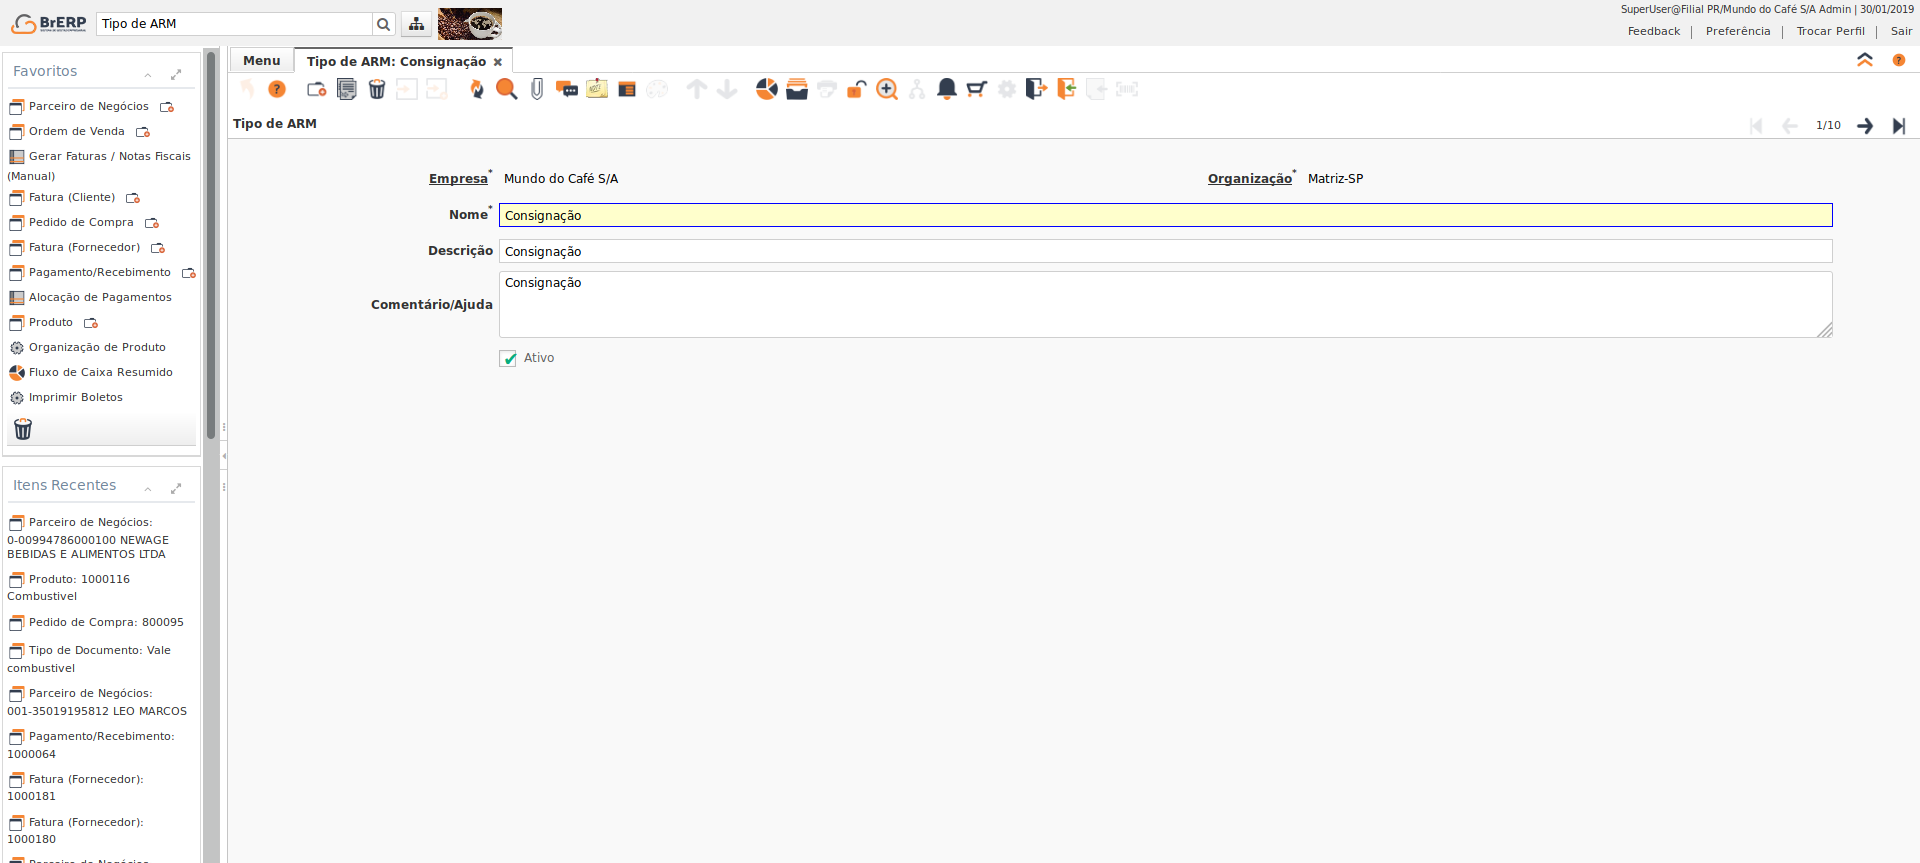 BrERP
Tipo de ARM
SuperUser@Filial PR/Mundo do Café S/A Admin | 30/01/2019
Feedback | Preferência | Trocar Perfil | Sair
Favoritos
Parceiro de Negócios
Ordem de Venda
Gerar Faturas / Notas Fiscais
(Manual)
Fatura (Cliente)
Pedido de Compra
Fatura (Fornecedor)
Pagamento/Recebimento
Alocação de Pagamentos
Produto
Organização de Produto
Fluxo de Caixa Resumido
Imprimir Boletos
Itens Recentes
Parceiro de Negócios:
0-00994786000100 NEWAGE
BEBIDAS E ALIMENTOS LTDA
Produto: 1000116
Combustivel
Pedido de Compra: 800095
Tipo de Documento: Vale
combustivel
Parceiro de Negócios:
001-35019195812 LEO MARCOS
Pagamento/Recebimento:
1000064
Fatura (Fornecedor):
1000181
Fatura (Fornecedor):
1000180
Parceiro de Negócios
Menu
Tipo de ARM: Consignação
Tipo de ARM
1/10
Empresa* Mundo do Café S/A
Organização* Matriz-SP
Nome* Consignação
Descrição Consignação
Comentário/Ajuda Consignação
Ativo